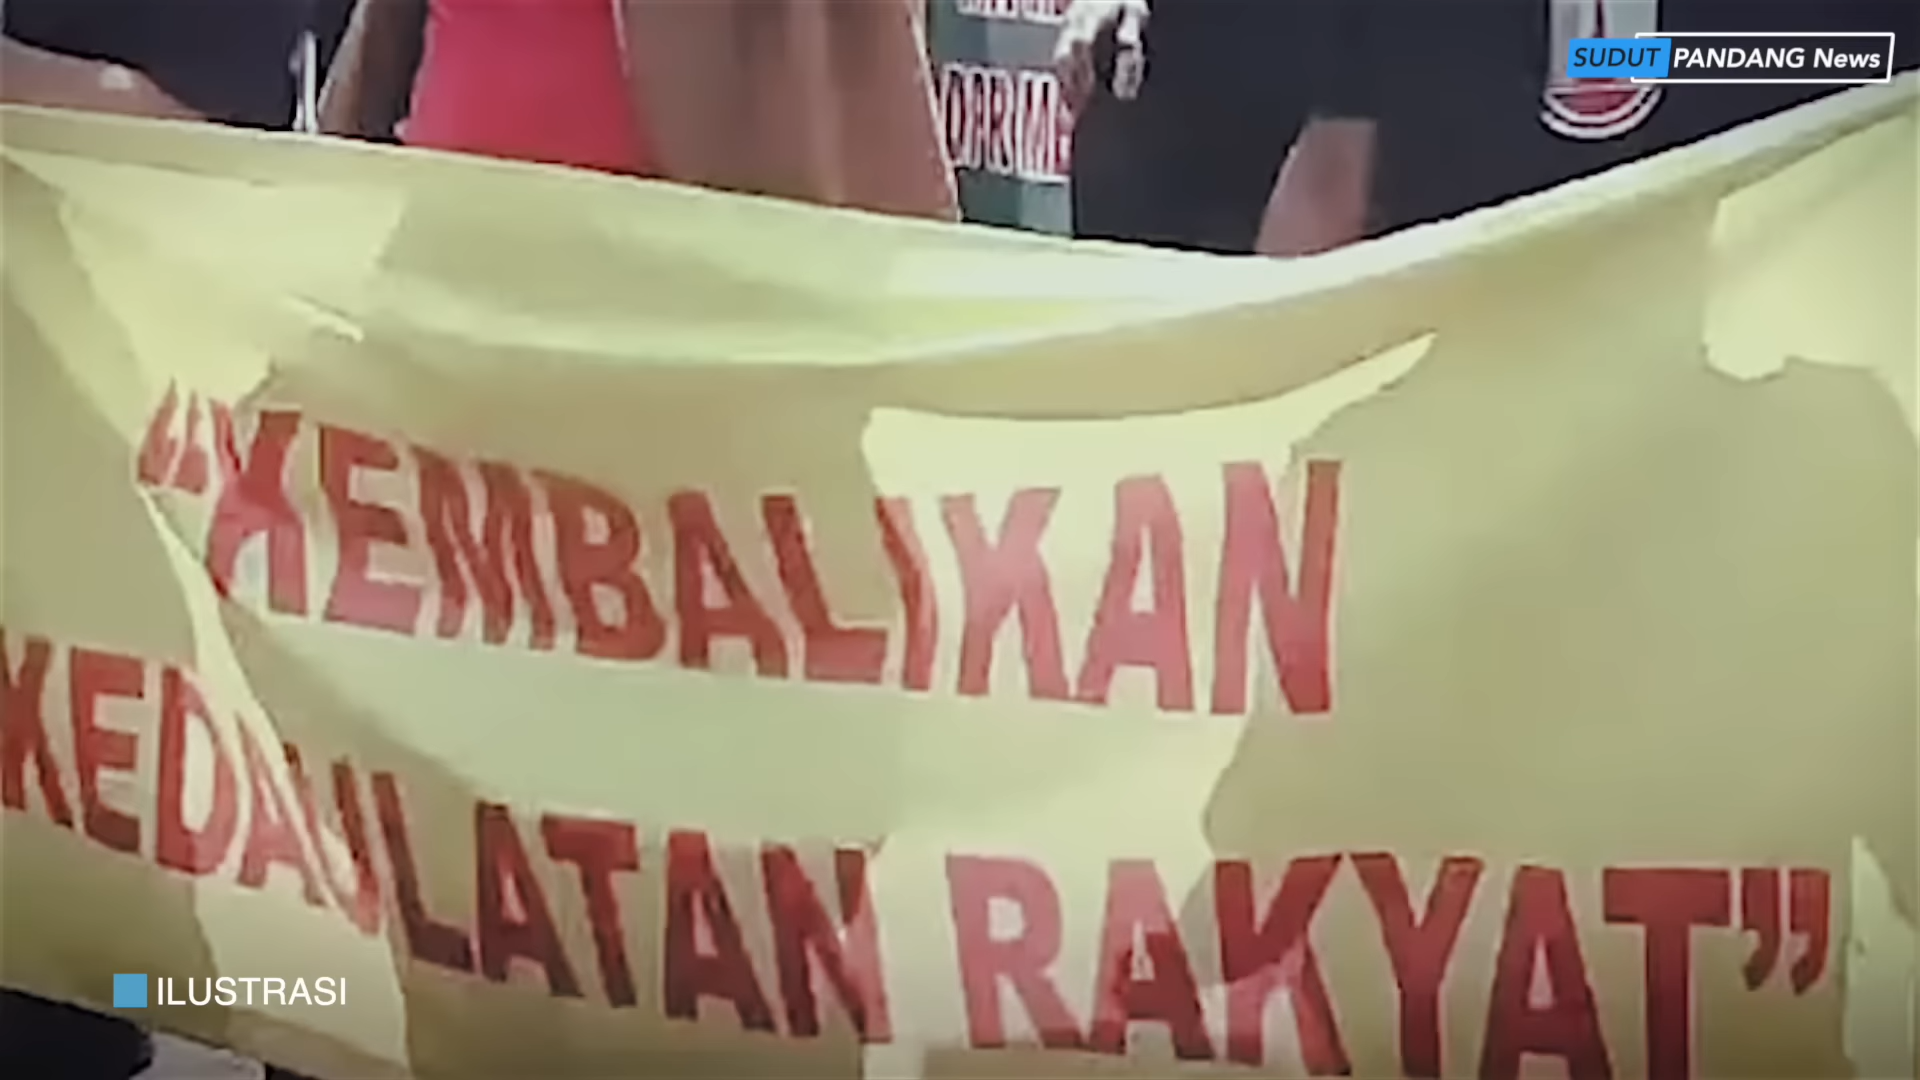 SUDUT PANDANG News
"KEMBALIKAN
KEDAULATAN RAKYAT"
ILUSTRASI